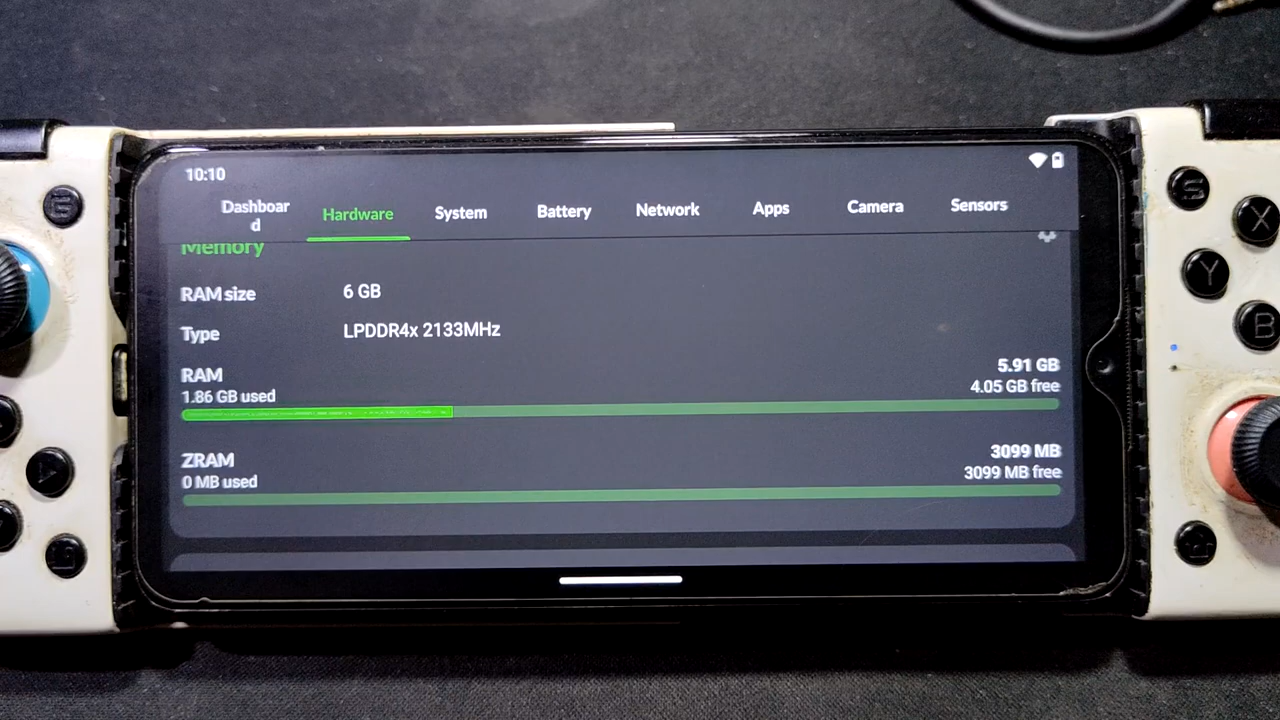 10:10
Dashboar
d
Hardware
System
Battery
Network
Apps
Camera
Sensors
Memory
RAM size
6 GB
Type
LPDDR4x 2133MHz
RAM
5.91 GB
1.86 GB used
4.05 GB free
ZRAM
3099 MB
0 MB used
3099 MB free
S
X
Y
B